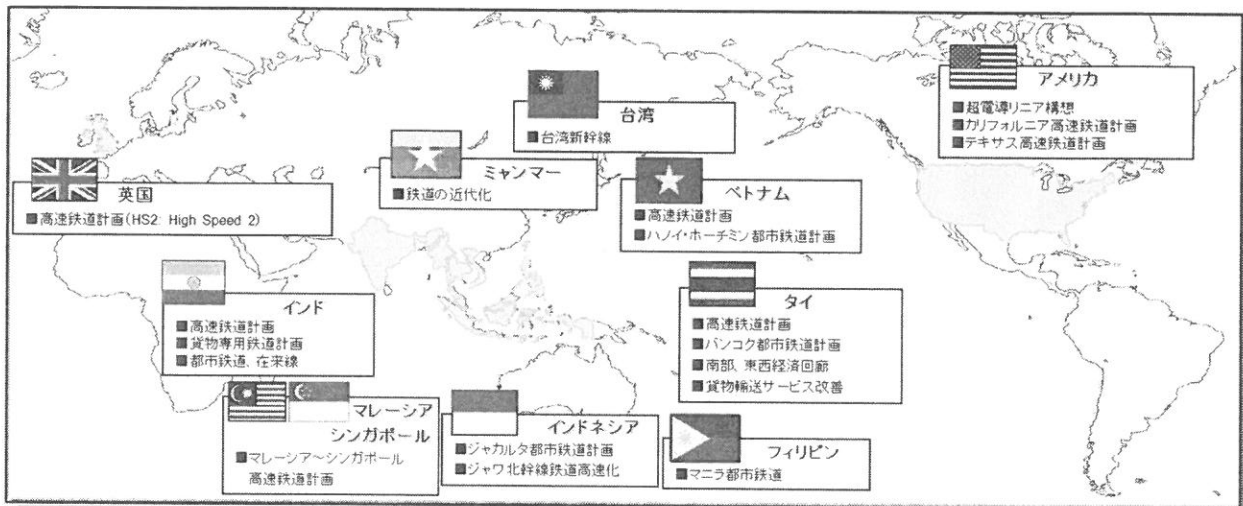 アメリカ
■超電導リニア構想
■カリフォルニア高速鉄道計画
■テキサス高速鉄道計画
台湾
■台湾新幹線
ミャンマー
■鉄道の近代化
ベトナム
■高速鉄道計画
■ハノイ・ホーチミン都市鉄道計画
英国
■高速鉄道計画(HS2: High Speed 2)
インド
■高速鉄道計画
■貨物専用鉄道計画
■都市鉄道、在来線
タイ
■高速鉄道計画
■バンコク都市鉄道計画
■南部、東西経済回廊
■貨物輸送サービス改善
マレーシア
シンガポール
■マレーシア～シンガポール
高速鉄道計画
インドネシア
■ジャカルタ都市鉄道計画
■ジャワ北幹線鉄道高速化
フィリピン
■マニラ都市鉄道